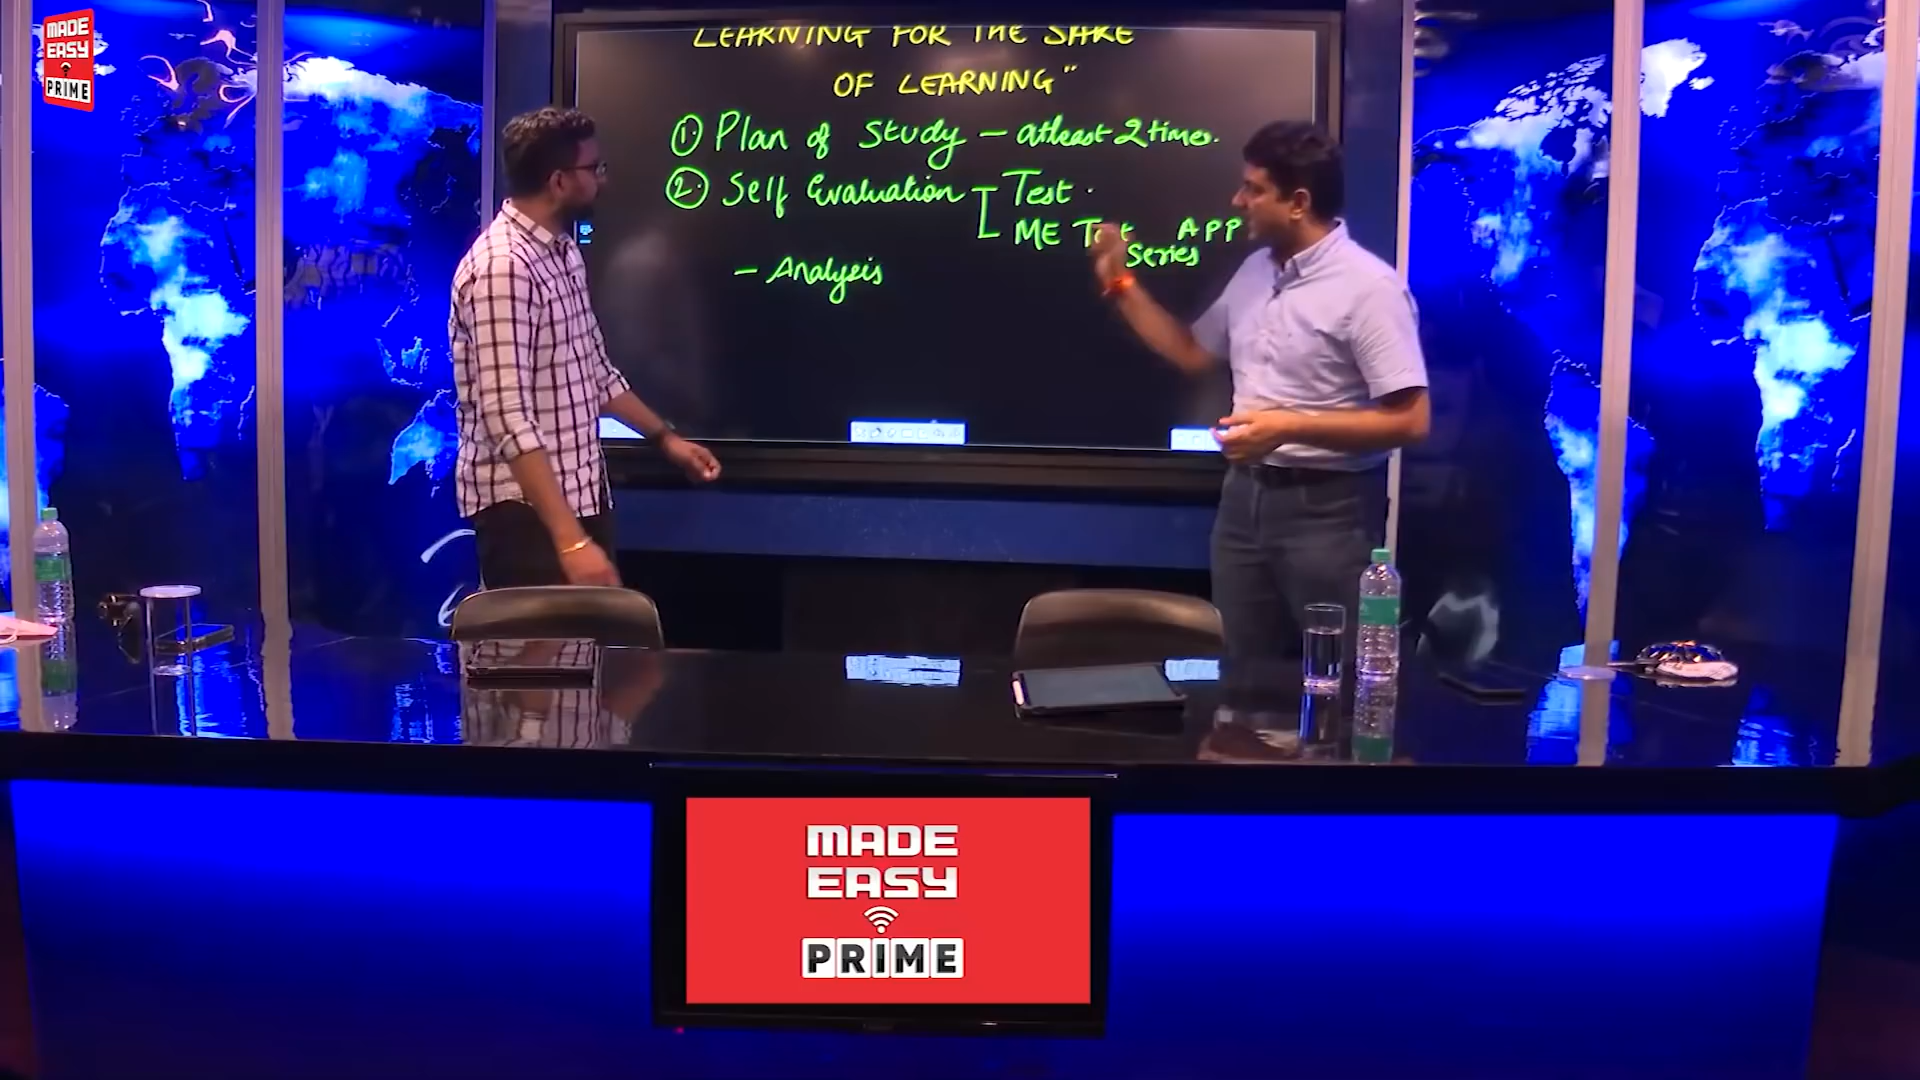 MADE
EASY
PRIME
LEARNING FOR THE SAKE
OF LEARNING"
① Plan of Study — atleast 2 times.
② Self Evaluation — Test.
ME Test Series APP
— Analysis
MADE
EASY
PRIME